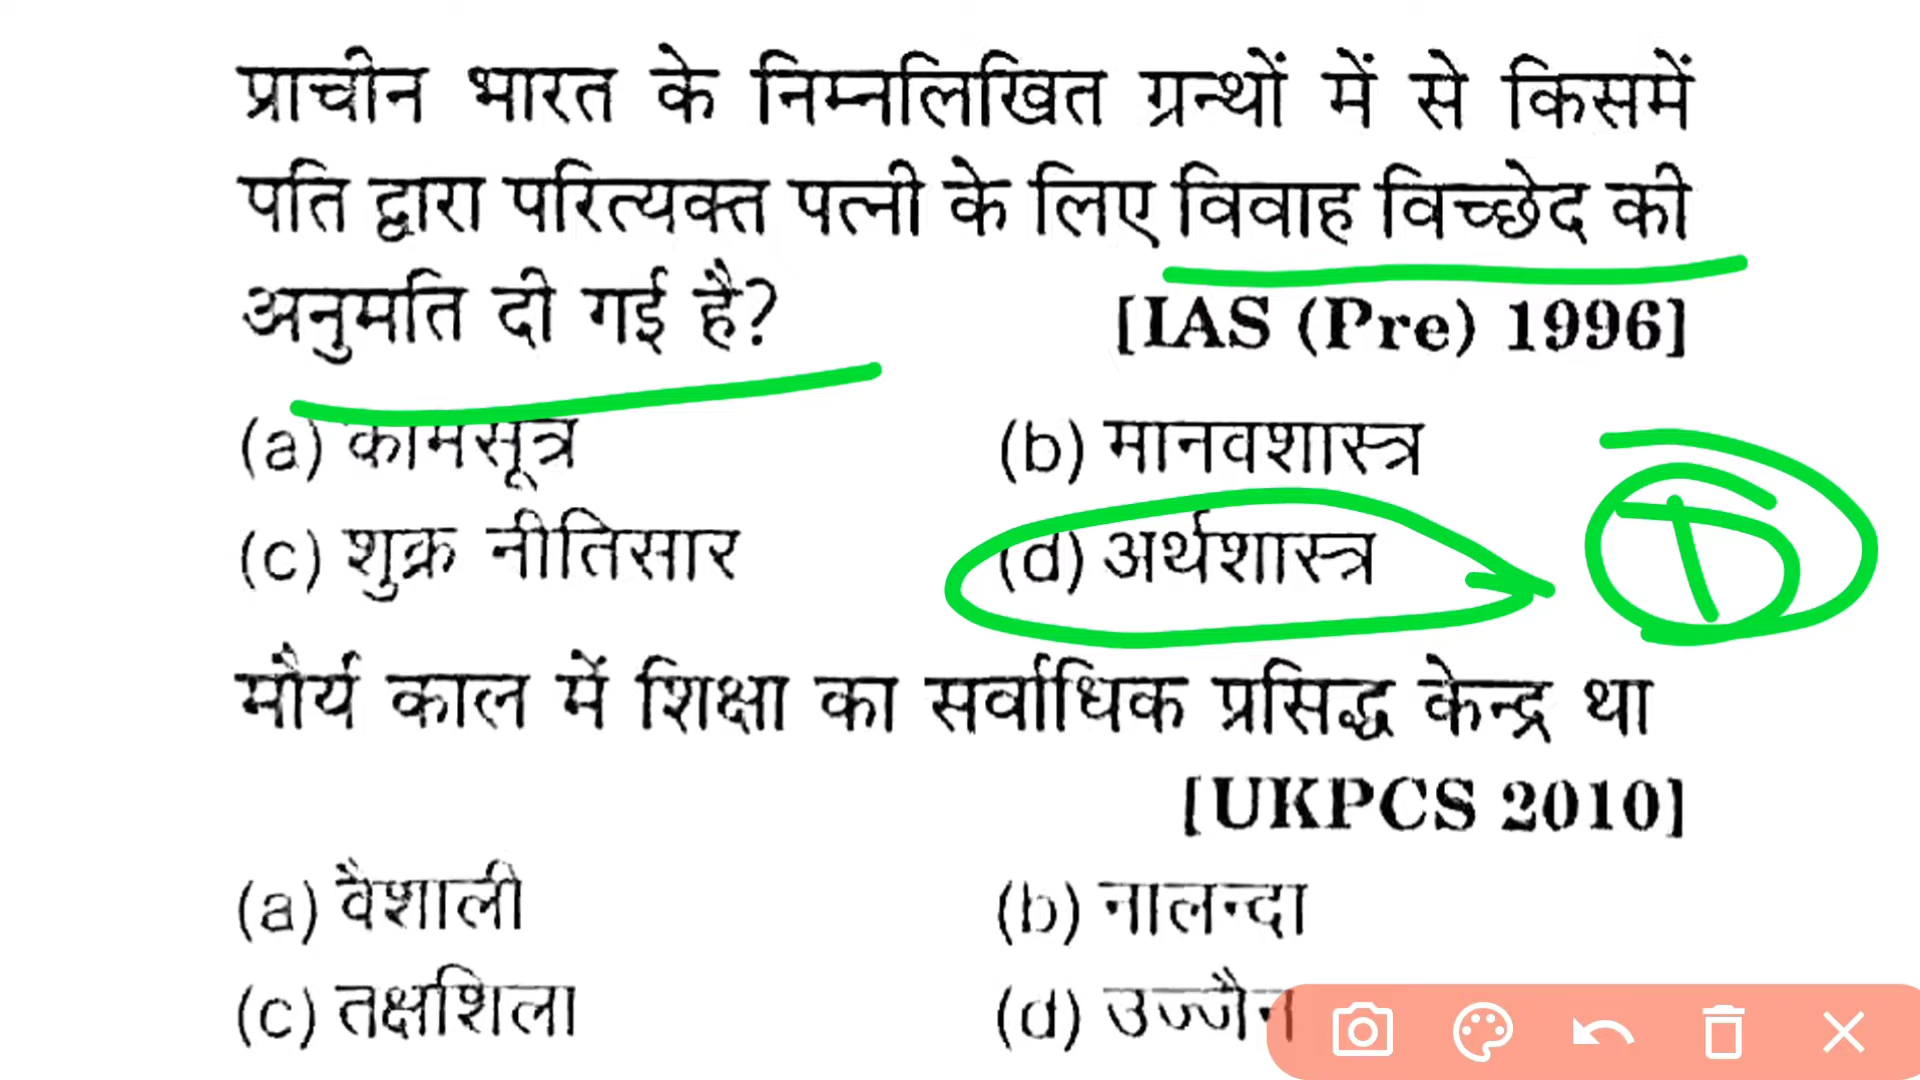 प्राचीन भारत के निम्नलिखित ग्रन्थों में से किसमें
पति द्वारा परित्यक्त पत्नी के लिए विवाह विच्छेद की
अनुमति दी गई है? [IAS (Pre) 1996]
(a) कामसूत्र (b) मानवशास्त्र
(c) शुक्र नीतिसार (d) अर्थशास्त्र
मौर्य काल में शिक्षा का सर्वाधिक प्रसिद्ध केन्द्र था
[UKPCS 2010]
(a) वैशाली (b) नालन्दा
(c) तक्षशिला (d) उज्जैन